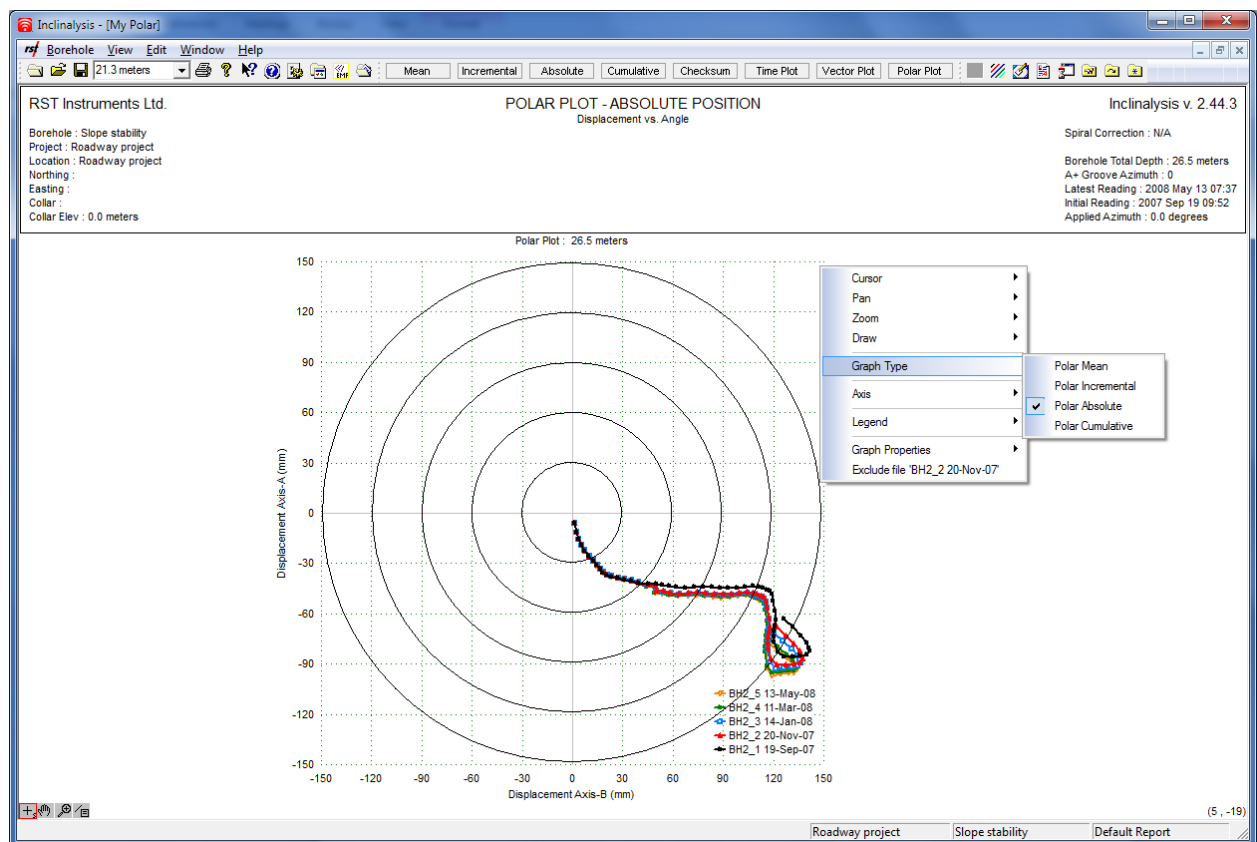 Inclinalysis - [My Polar]
rst Borehole View Edit Window Help
21.3 meters EMF Mean Incremental Absolute Cumulative Checksum Time Plot Vector Plot Polar Plot
RST Instruments Ltd.
POLAR PLOT - ABSOLUTE POSITION
Displacement vs. Angle
Inclinalysis v. 2.44.3
Borehole : Slope stability
Project : Roadway project
Location : Roadway project
Northing :
Easting :
Collar :
Collar Elev : 0.0 meters
Spiral Correction : N/A
Borehole Total Depth : 26.5 meters
A+ Groove Azimuth : 0
Latest Reading : 2008 May 13 07:37
Initial Reading : 2007 Sep 19 09:52
Applied Azimuth : 0.0 degrees
Polar Plot : 26.5 meters
150
120
90
60
30
0
-30
-60
-90
-120
-150
Displacement Axis-A (mm)
-150 -120 -90 -60 -30 0 30 60 90 120 150
Displacement Axis-B (mm)
BH2_5 13-May-08
BH2_4 11-Mar-08
BH2_3 14-Jan-08
BH2_2 20-Nov-07
BH2_1 19-Sep-07
Cursor
Pan
Zoom
Draw
Graph Type
Axis
Legend
Graph Properties
Exclude file 'BH2_2 20-Nov-07'
Polar Mean
Polar Incremental
Polar Absolute
Polar Cumulative
(5 , -19)
Roadway project Slope stability Default Report